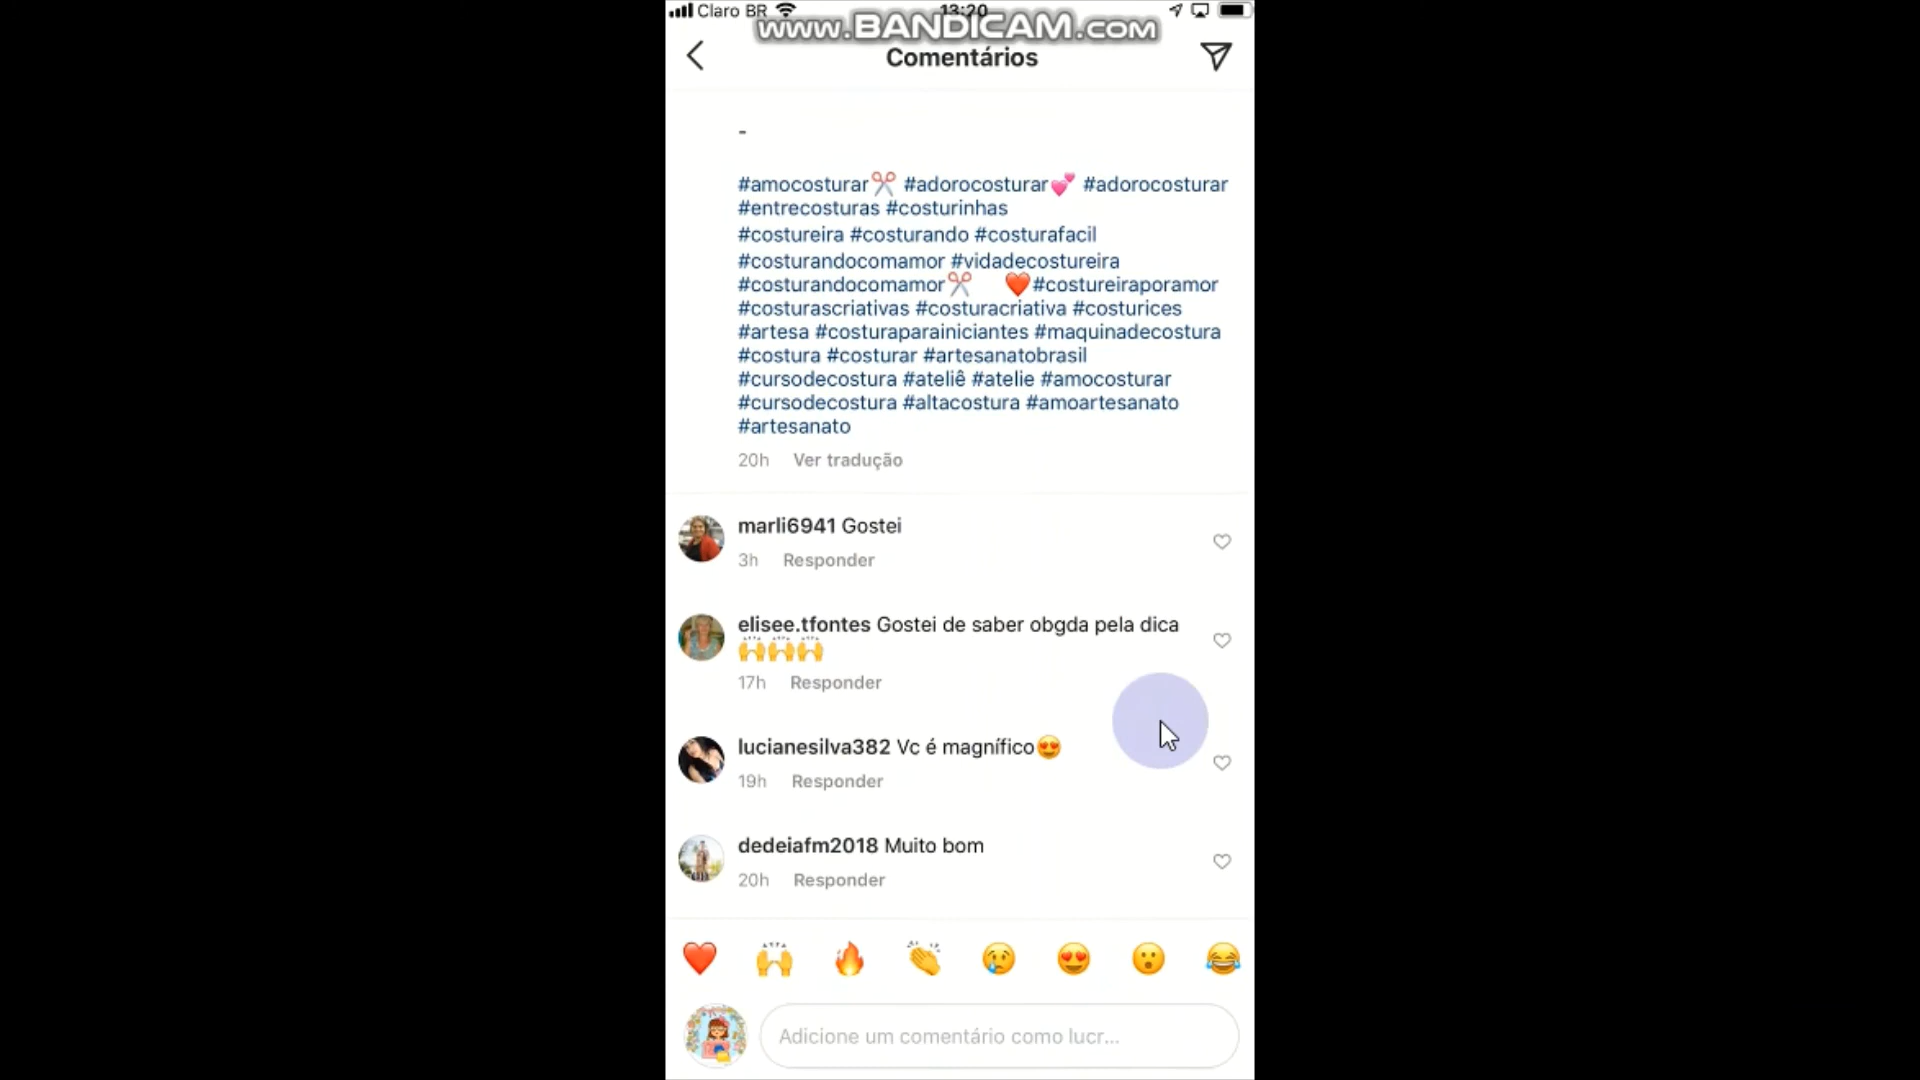 Claro BR
13:20
www.BANDICAM.com
Comentários
-
#amocosturar✂️ #adorocosturar💕 #adorocosturar
#entrecosturas #costurinhas
#costureira #costurando #costurafacil
#costurandocomamor #vidadecostureira
#costurandocomamor✂️ ❤️#costureiraporamor
#costurascriativas #costuracriativa #costurices
#artesa #costuraparainiciantes #maquinadecostura
#costura #costurar #artesanatobrasil
#cursodecostura #ateliê #atelie #amocosturar
#cursodecostura #altacostura #amoartesanato
#artesanato
20h Ver tradução
marli6941 Gostei
3h Responder
elisee.tfontes Gostei de saber obgda pela dica
🙌🙌🙌
17h Responder
lucianesilva382 Vc é magnífico😍
19h Responder
dedeiafm2018 Muito bom
20h Responder
❤️ 🙌 🔥 👏 😢 😍 😮 😂
Adicione um comentário como lucr...